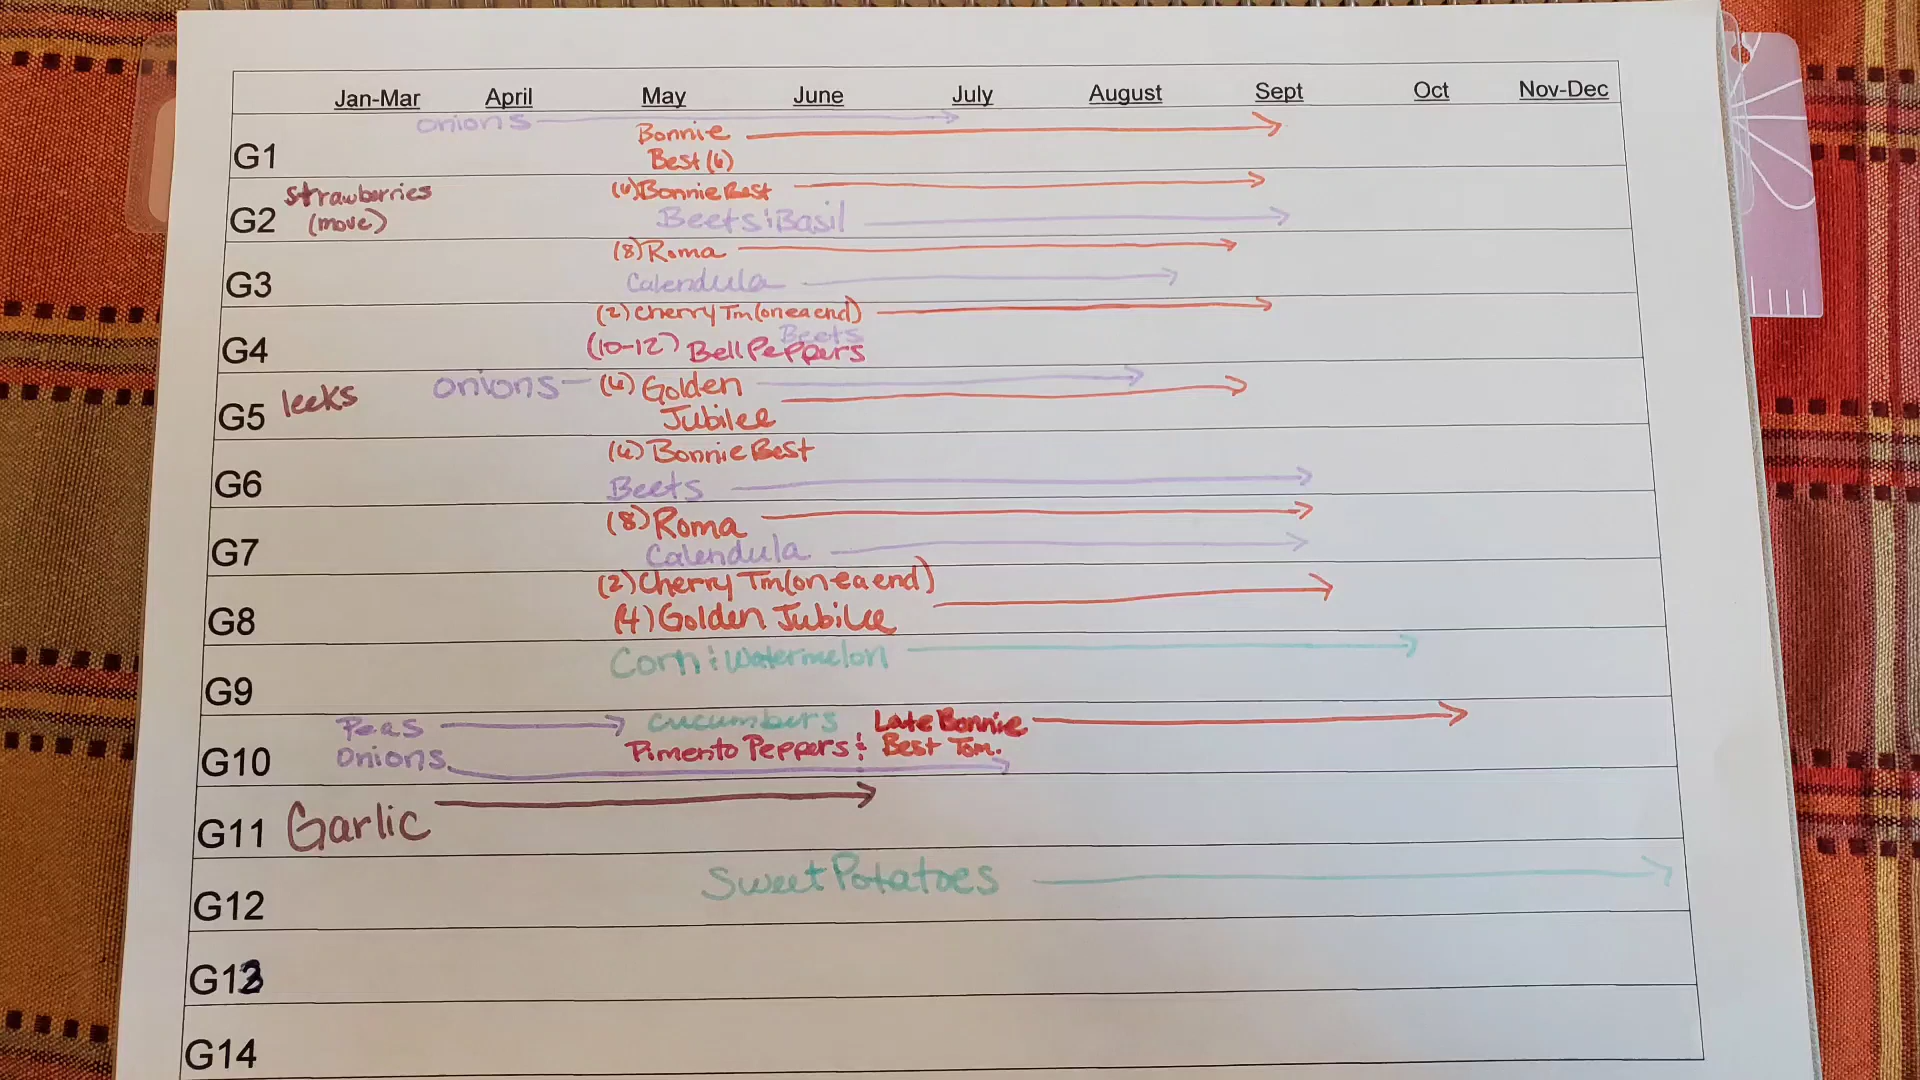 Jan-Mar April May June July August Sept Oct Nov-Dec
onions
G1 Bonnie
Best (6)
strawberries (6) Bonnie Best
G2 (move) Beets & Basil
(8) Roma
G3 Calendula
(2) Cherry Tm (on ea end)
Beets
G4 (10-12) Bell Peppers
G5 leeks onions (6) Golden
Jubilee
(6) Bonnie Best
G6 Beets
(8) Roma
G7 Calendula
(2) Cherry Tm (on ea end)
G8 (4) Golden Jubilee
Corn & Watermelon
G9
Peas cucumbers Late Bonnie
G10 Onions Pimento Peppers & Best Tom.
G11 Garlic
Sweet Potatoes
G12
G13
G14